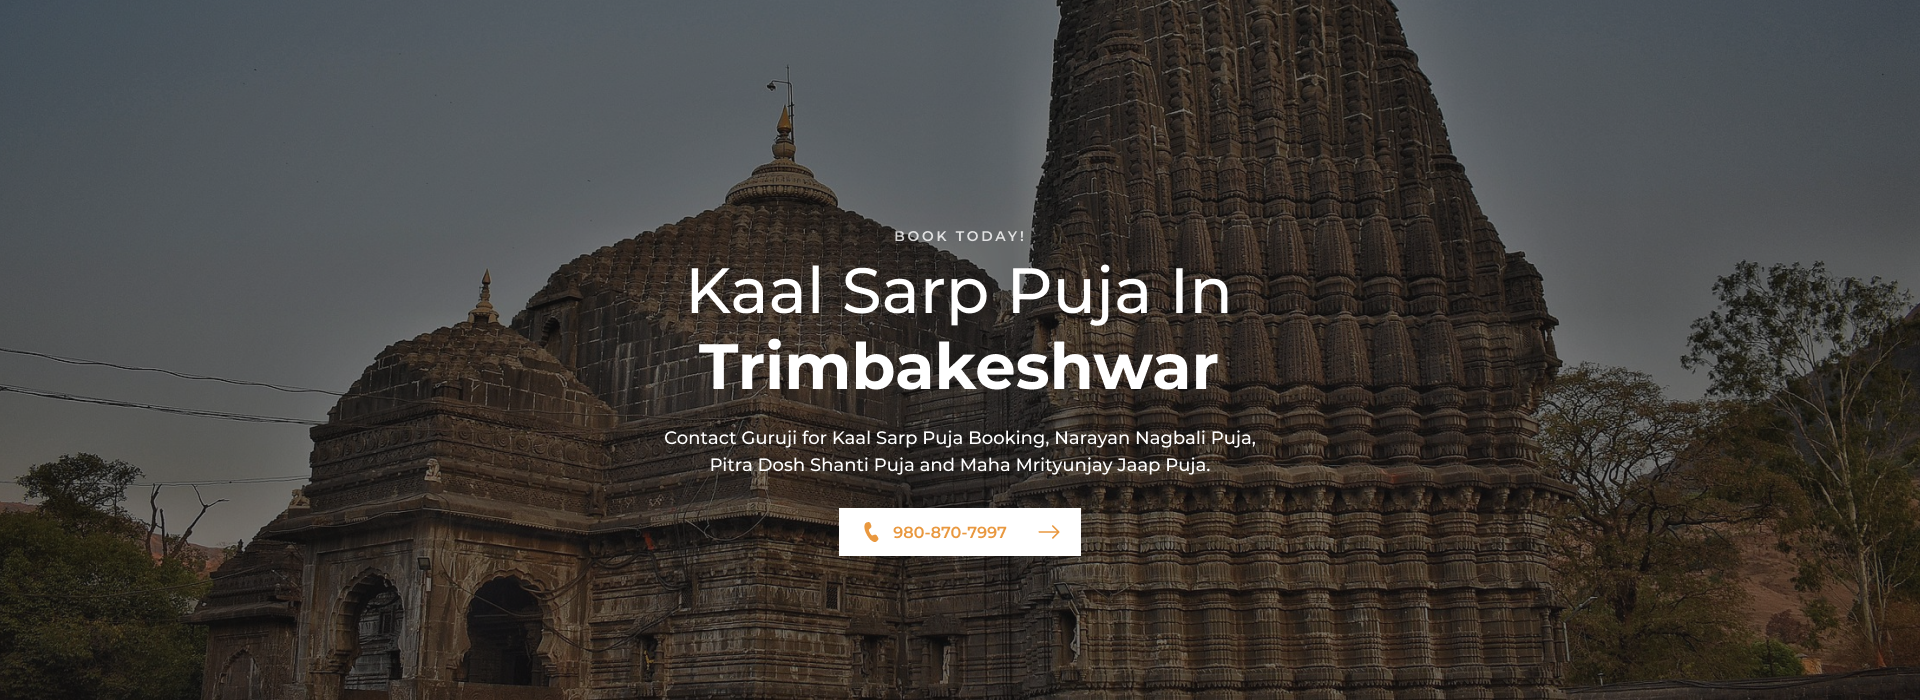 BOOK TODAY!
Kaal Sarp Puja In
Trimbakeshwar
Contact Guruji for Kaal Sarp Puja Booking, Narayan Nagbali Puja,
Pitra Dosh Shanti Puja and Maha Mrityunjay Jaap Puja.
980-870-7997